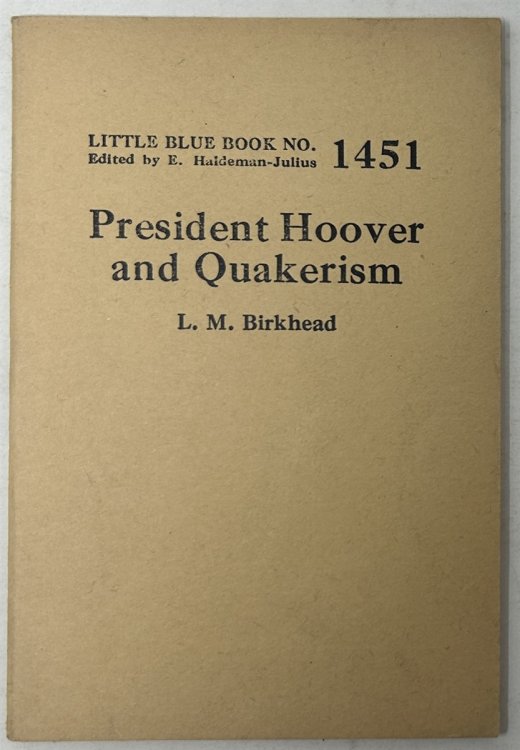 LITTLE BLUE BOOK NO. 1451
Edited by E. Haldeman-Julius
President Hoover
and Quakerism
L. M. Birkhead